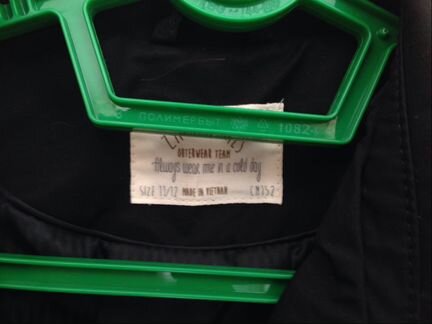 ПОЛИМЕРБЫТ 1082
OUTERWEAR TEAM
Always wear me in a cold day
SIZE 11/12 MADE IN VIETNAM CM152